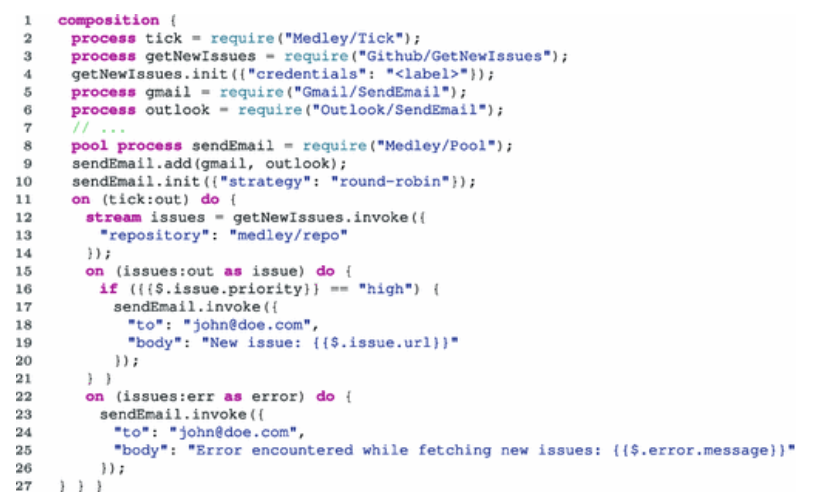 1 composition {
2 process tick = require("Medley/Tick");
3 process getNewIssues = require("Github/GetNewIssues");
4 getNewIssues.init({"credentials": "<label>"});
5 process gmail = require("Gmail/SendEmail");
6 process outlook = require("Outlook/SendEmail");
7 // ...
8 pool process sendEmail = require("Medley/Pool");
9 sendEmail.add(gmail, outlook);
10 sendEmail.init({"strategy": "round-robin"});
11 on (tick:out) do {
12 stream issues = getNewIssues.invoke({
13 "repository": "medley/repo"
14 });
15 on (issues:out as issue) do {
16 if ({{$.issue.priority}} == "high") {
17 sendEmail.invoke({
18 "to": "john@doe.com",
19 "body": "New issue: {{$.issue.url}}"
20 });
21 } }
22 on (issues:err as error) do {
23 sendEmail.invoke({
24 "to": "john@doe.com",
25 "body": "Error encountered while fetching new issues: {{$.error.message}}"
26 });
27 } } }